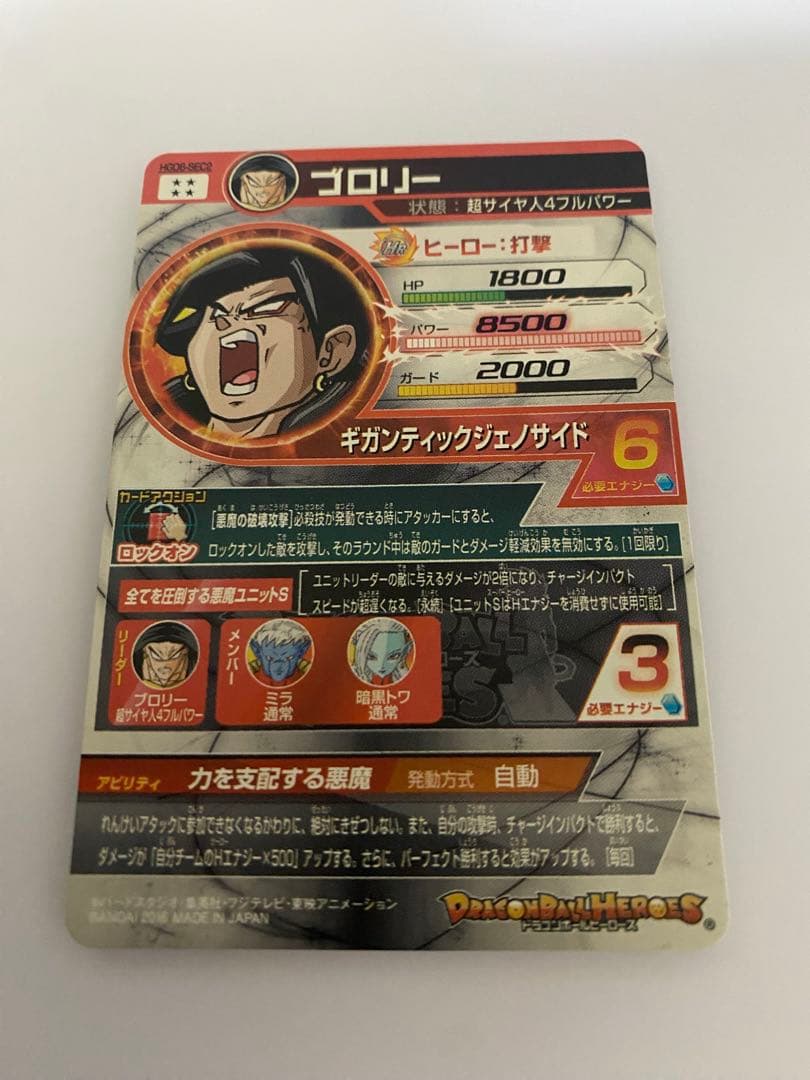 HGD8-SEC2
★★
★★
ブロリー
状態：超サイヤ人4フルパワー
Hr ヒーロー：打撃
HP 1800
パワー 8500
ガード 2000
ギガンティックジェノサイド
6
必要エナジー
カードアクション
ロックオン
[悪魔の破壊攻撃]必殺技が発動できる時にアタッカーにすると、
ロックオンした敵を攻撃し、そのラウンド中は敵のガードとダメージ軽減効果を無効にする。[1回限り]
全てを圧倒する悪魔ユニットS
ユニットリーダーの敵に与えるダメージが2倍になり、チャージインパクト
スピードが超遅くなる。[永続]［ユニットSはHエナジーを消費せずに使用可能］
リーダー
ブロリー
超サイヤ人4フルパワー
メンバー
ミラ
通常
暗黒トワ
通常
3
必要エナジー
アビリティ 力を支配する悪魔 発動方式 自動
れんけいアタックに参加できなくなるかわりに、絶対にきぜつしない。また、自分の攻撃時、チャージインパクトで勝利すると、
ダメージが「自分チームのHエナジー×500」アップする。さらに、パーフェクト勝利すると効果がアップする。[毎回]
©バードスタジオ／集英社・フジテレビ・東映アニメーション
BANDAI 2016 MADE IN JAPAN
DRAGONBALL HEROES®
ドラゴンボールヒーローズ